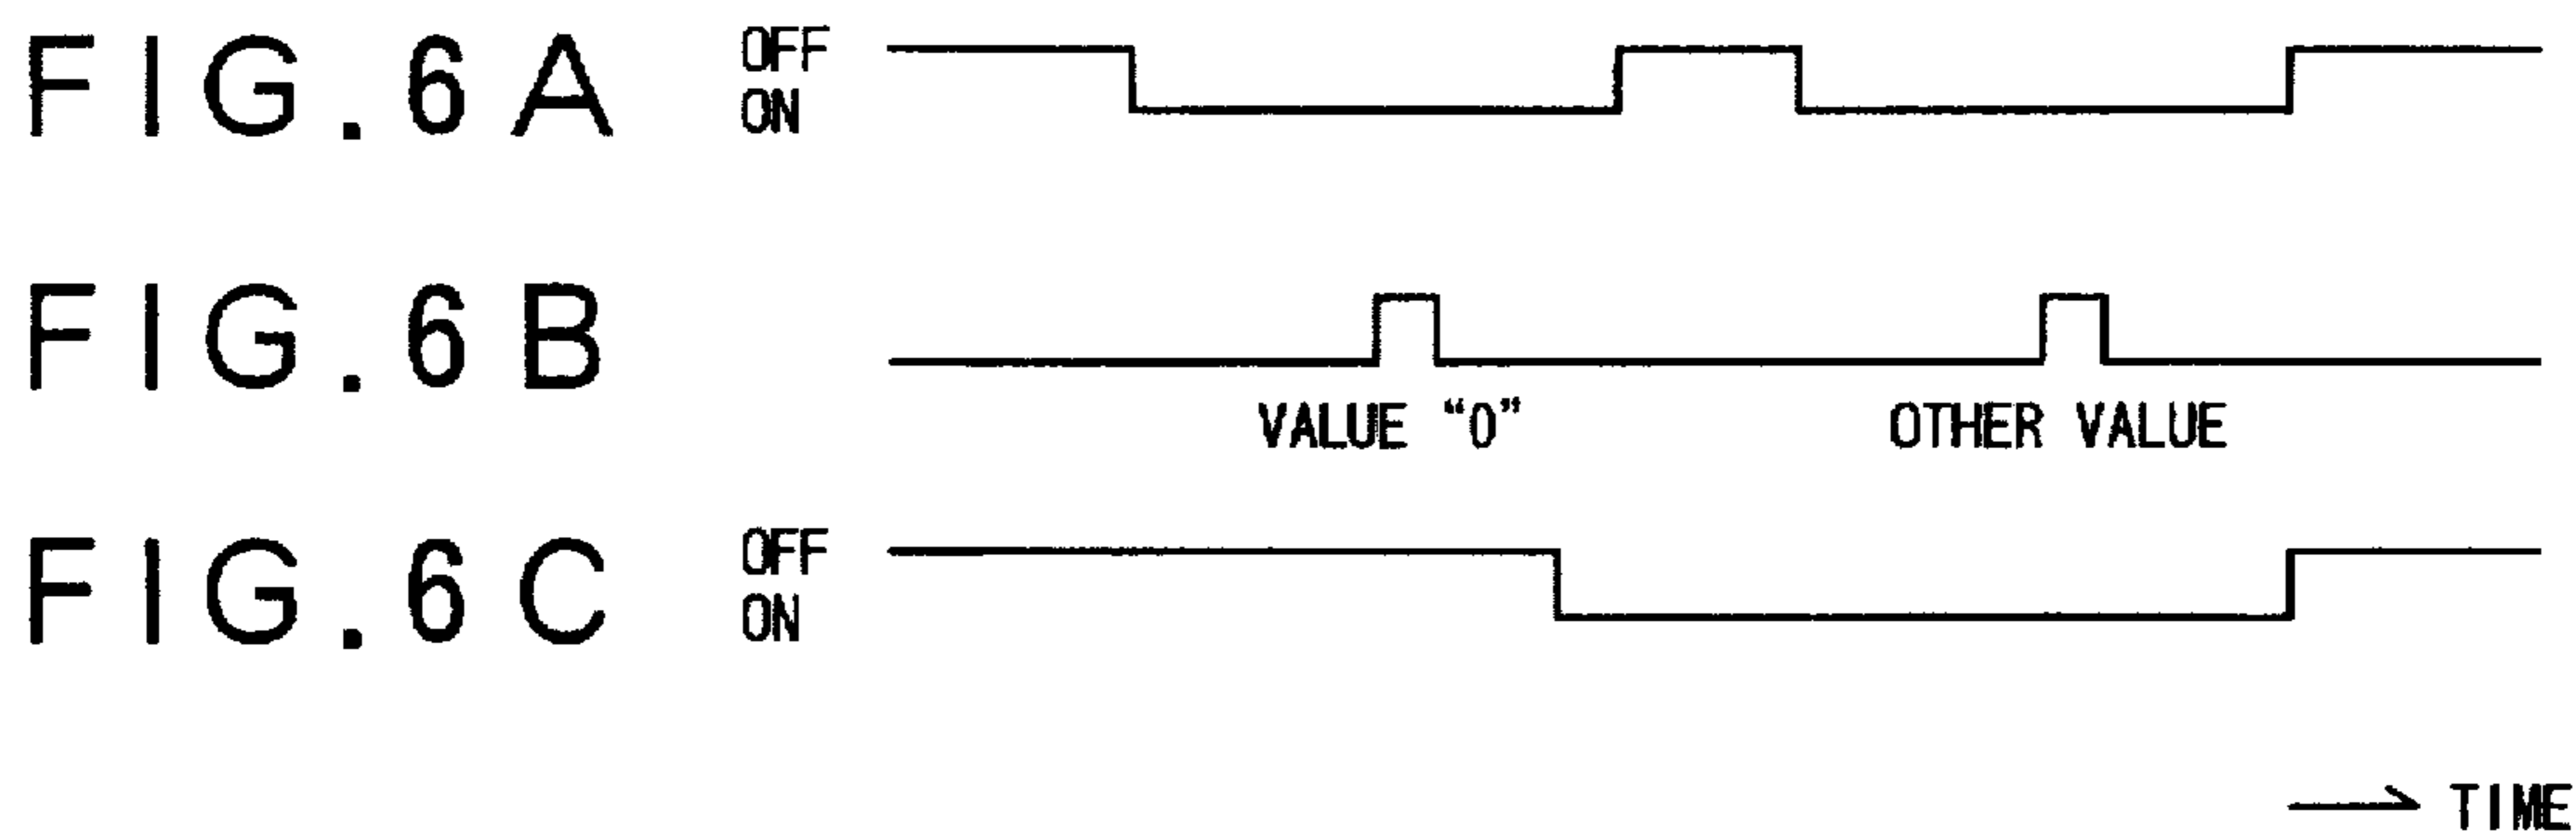 FIG.6A OFF
ON
FIG.6B
VALUE “0” OTHER VALUE
FIG.6C OFF
ON
TIME